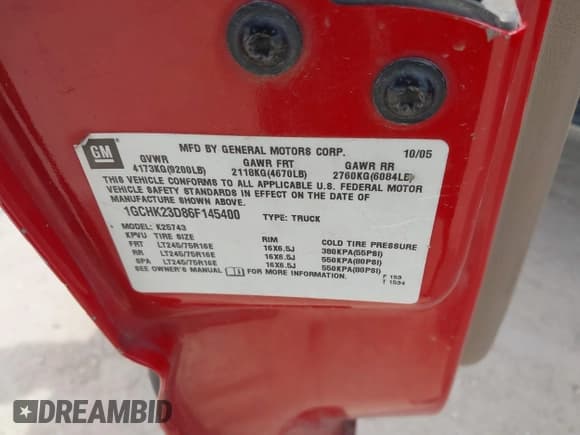 GM
MFD BY GENERAL MOTORS CORP. 10/05
GVWR GAWR FRT GAWR RR
4173KG(9200LB) 2118KG(4670LB) 2760KG(6084LB)
THIS VEHICLE CONFORMS TO ALL APPLICABLE U.S. FEDERAL MOTOR
VEHICLE SAFETY STANDARDS IN EFFECT ON THE DATE OF
MANUFACTURE SHOWN ABOVE.
1GCHK23D86F145400 TYPE: TRUCK
MODEL: K25743
KPVU TIRE SIZE RIM COLD TIRE PRESSURE
FRT LT245/75R16E 16X6.5J 380KPA(55PSI)
RR LT245/75R16E 16X6.5J 550KPA(80PSI)
SPA LT245/75R16E 16X6.5J 550KPA(80PSI)
SEE OWNER'S MANUAL FOR MORE INFORMATION.
F 153
T 1534
DREAMBID